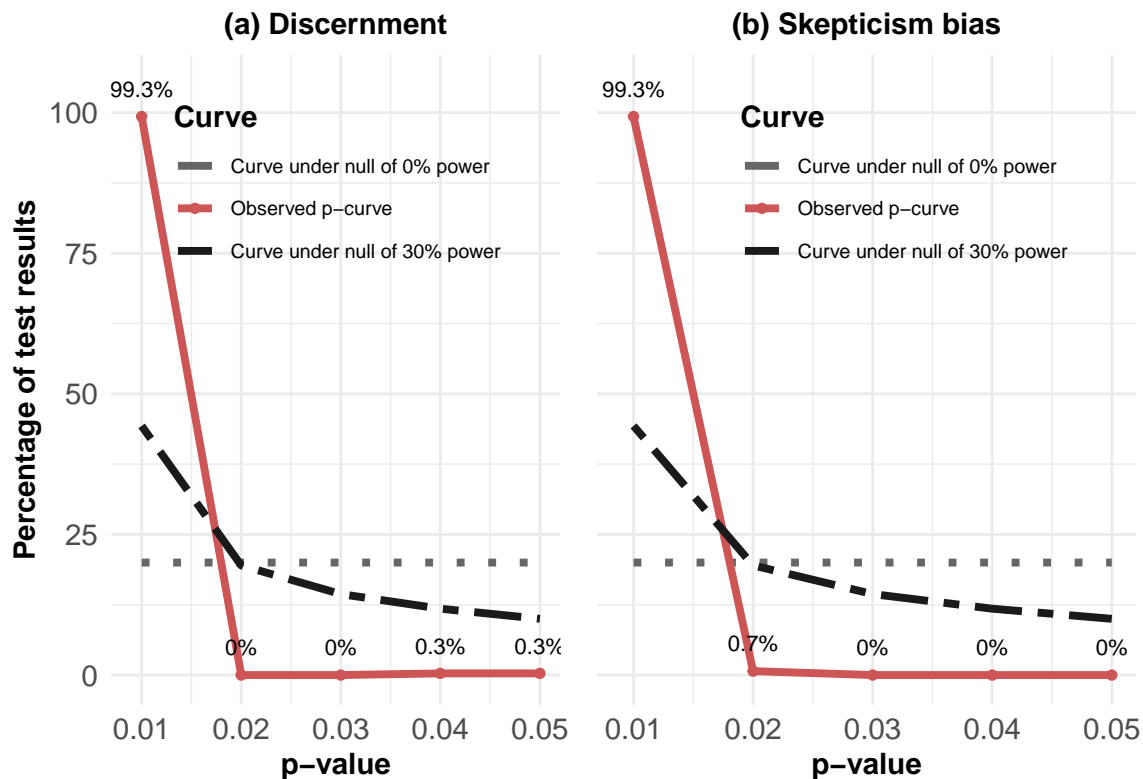 (a) Discernment
99.3%
100
75
50
25
0
Percentage of test results
Curve
Curve under null of 0% power
Observed p−curve
Curve under null of 30% power
0%
0%
0.3%
0.3%
0.01
0.02
0.03
0.04
0.05
p−value
(b) Skepticism bias
99.3%
Curve
Curve under null of 0% power
Observed p−curve
Curve under null of 30% power
0.7%
0%
0%
0%
0.01
0.02
0.03
0.04
0.05
p−value